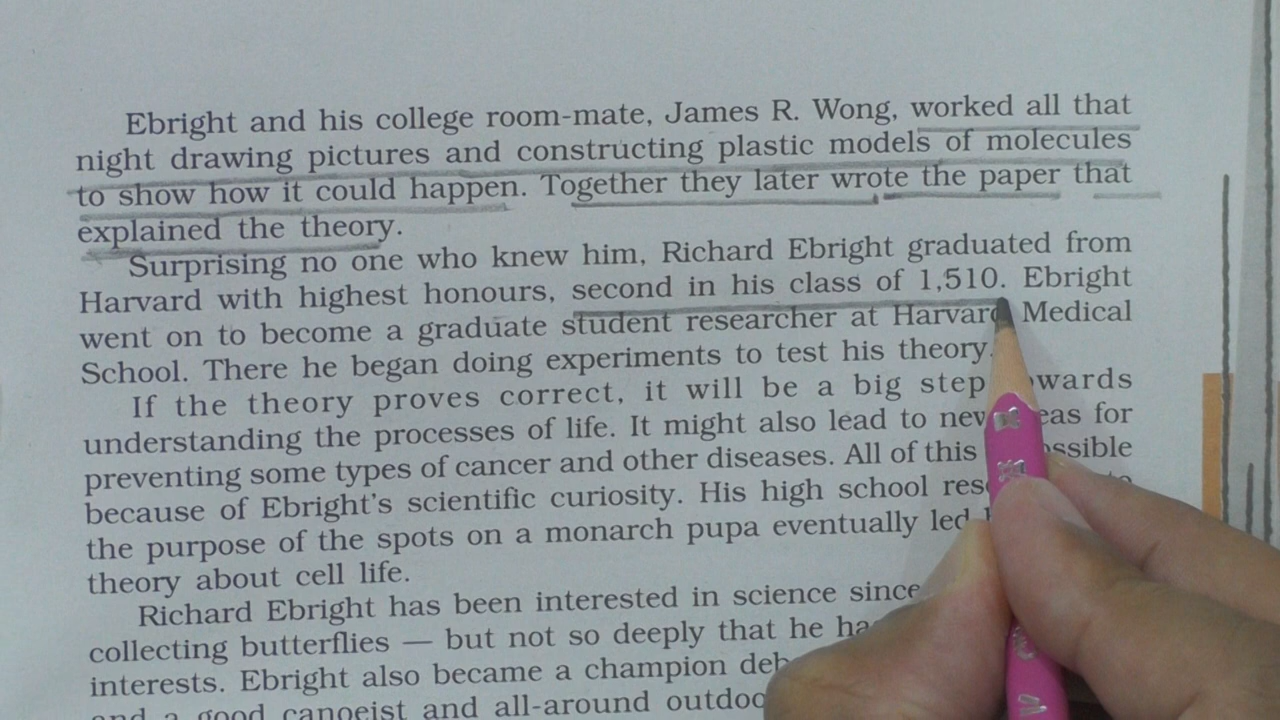 Ebright and his college room-mate, James R. Wong, worked all that
night drawing pictures and constructing plastic models of molecules
to show how it could happen. Together they later wrote the paper that
explained the theory.
Surprising no one who knew him, Richard Ebright graduated from
Harvard with highest honours, second in his class of 1,510. Ebright
went on to become a graduate student researcher at Harvard Medical
School. There he began doing experiments to test his theory.
If the theory proves correct, it will be a big step
understanding the processes of life. It might also lead to for
preventing some types of cancer and other diseases. All of this
because of Ebright's scientific curiosity. His high school
the purpose of the spots on a monarch pupa eventually led
theory about cell life.
Richard Ebright has been interested in science since
collecting butterflies — but not so deeply that he
interests. Ebright also became a champion
and a good canoeist and all-around